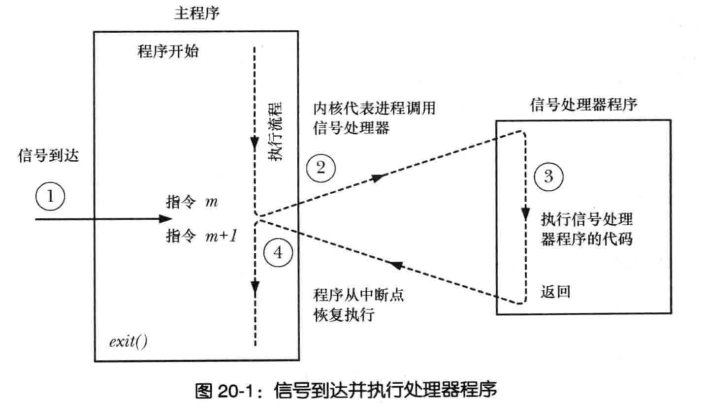 主程序
程序开始
执行流程
信号到达
①
指令 m
指令 m+1
exit()
内核代表进程调用
信号处理器
②
④
程序从中断点
恢复执行
信号处理器程序
③
执行信号处理
器程序的代码
返回
图 20-1：信号到达并执行处理器程序